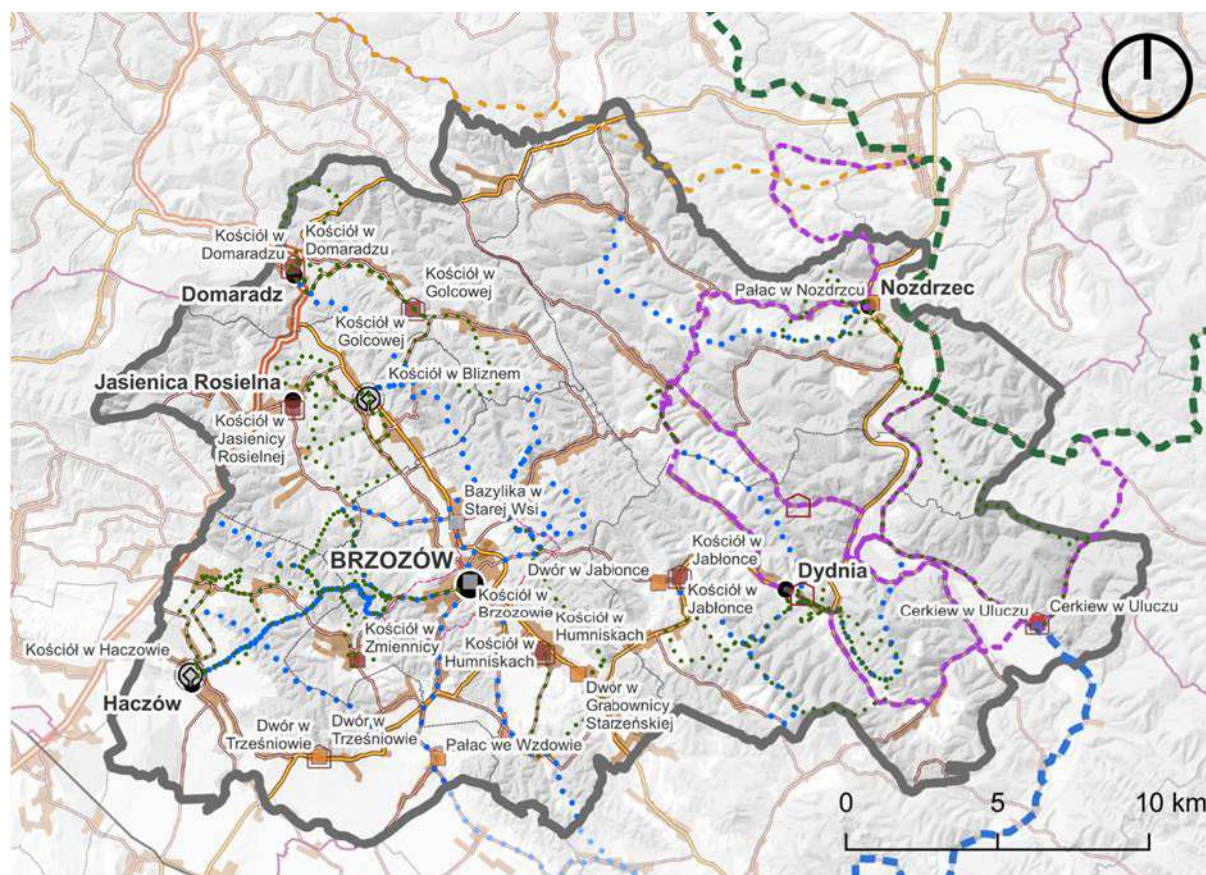 Kościół w
Domaradzu
Kościół w
Domaradzu
Domaradz
Kościół w
Golcowej
Kościół w
Golcowej
Pałac w Nozdrzcu
Nozdrzec
Jasienica Rosielna
Kościół w Bliznem
Kościół w
Jasienicy
Rosielnej
Bazylika w
Starej Wsi
BRZOZÓW
Kościół w
Brzozowie
Dwór w Jabłonce
Kościół w
Jabłonce
Kościół w
Jabłonce
Dydnia
Cerkiew w Uluczu
Cerkiew w Uluczu
Kościół w
Humniskach
Kościół w
Humniskach
Kościół w
Zmiennicy
Kościół w Haczowie
Haczów
Dwór w
Grabownicy
Starzeńskiej
Dwór w
Trześniowie
Dwór w
Trześniowie
Pałac we Wzdowie
0 5 10 km